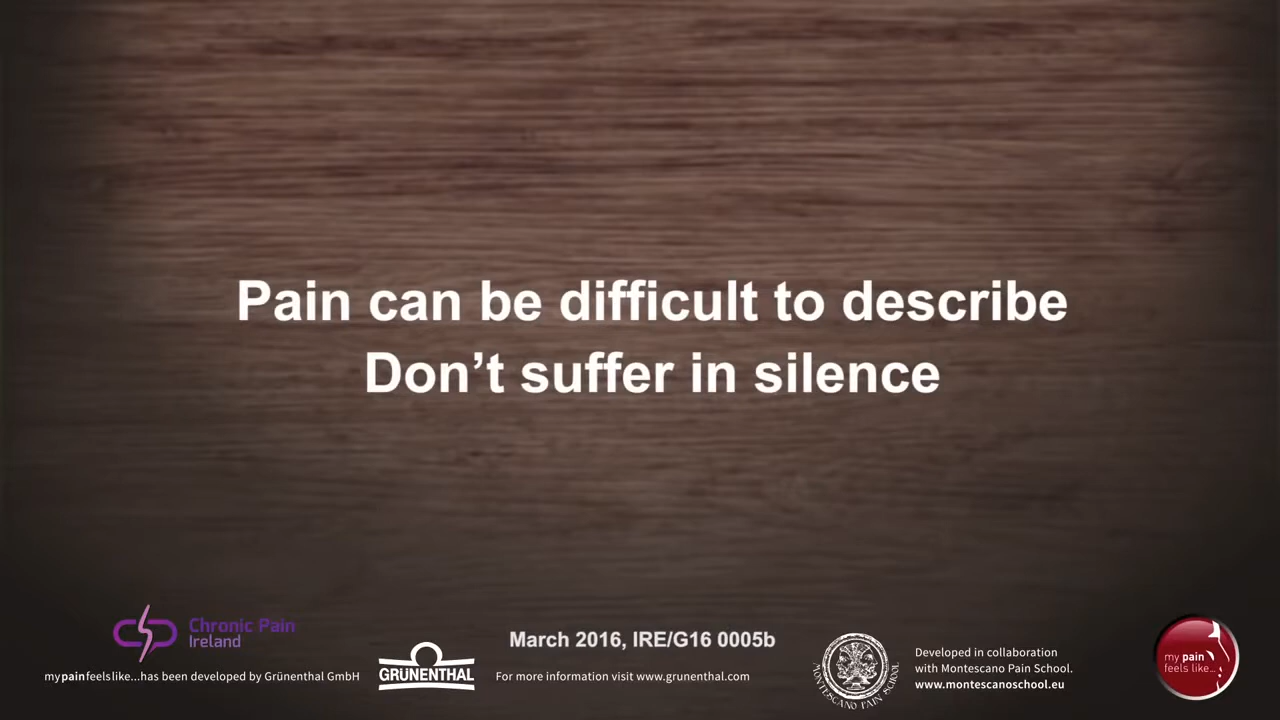 Pain can be difficult to describe
Don’t suffer in silence
Chronic Pain
Ireland
mypainfeelslike...has been developed by Grünenthal GmbH
GRÜNENTHAL
March 2016, IRE/G16 0005b
For more information visit www.grunenthal.com
MONTESCANO PAIN SCHOOL
Developed in collaboration
with Montescano Pain School.
www.montescanoschool.eu
my pain
feels like...